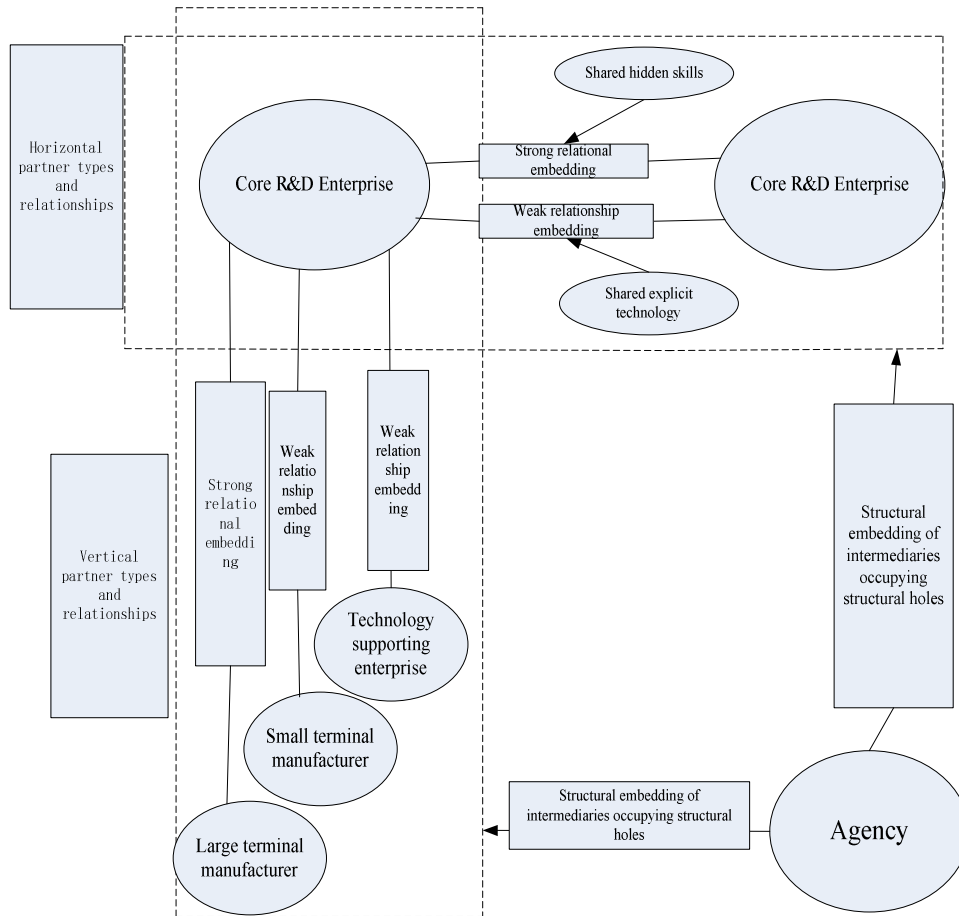 Shared hidden skills
Horizontal
partner types
and
relationships
Core R&D Enterprise
Strong relational
embedding
Core R&D Enterprise
Weak relationship
embedding
Shared explicit
technology
Vertical
partner types
and
relationships
Strong
relatio
nal
embeddi
ng
Weak
relatio
nship
embed
ding
Weak
relation
ship
embedd
ing
Structural
embedding of
intermediaries
occupying
structural holes
Technology
supporting
enterprise
Small terminal
manufacturer
Large terminal
manufacturer
Structural embedding of
intermediaries occupying structural
holes
Agency